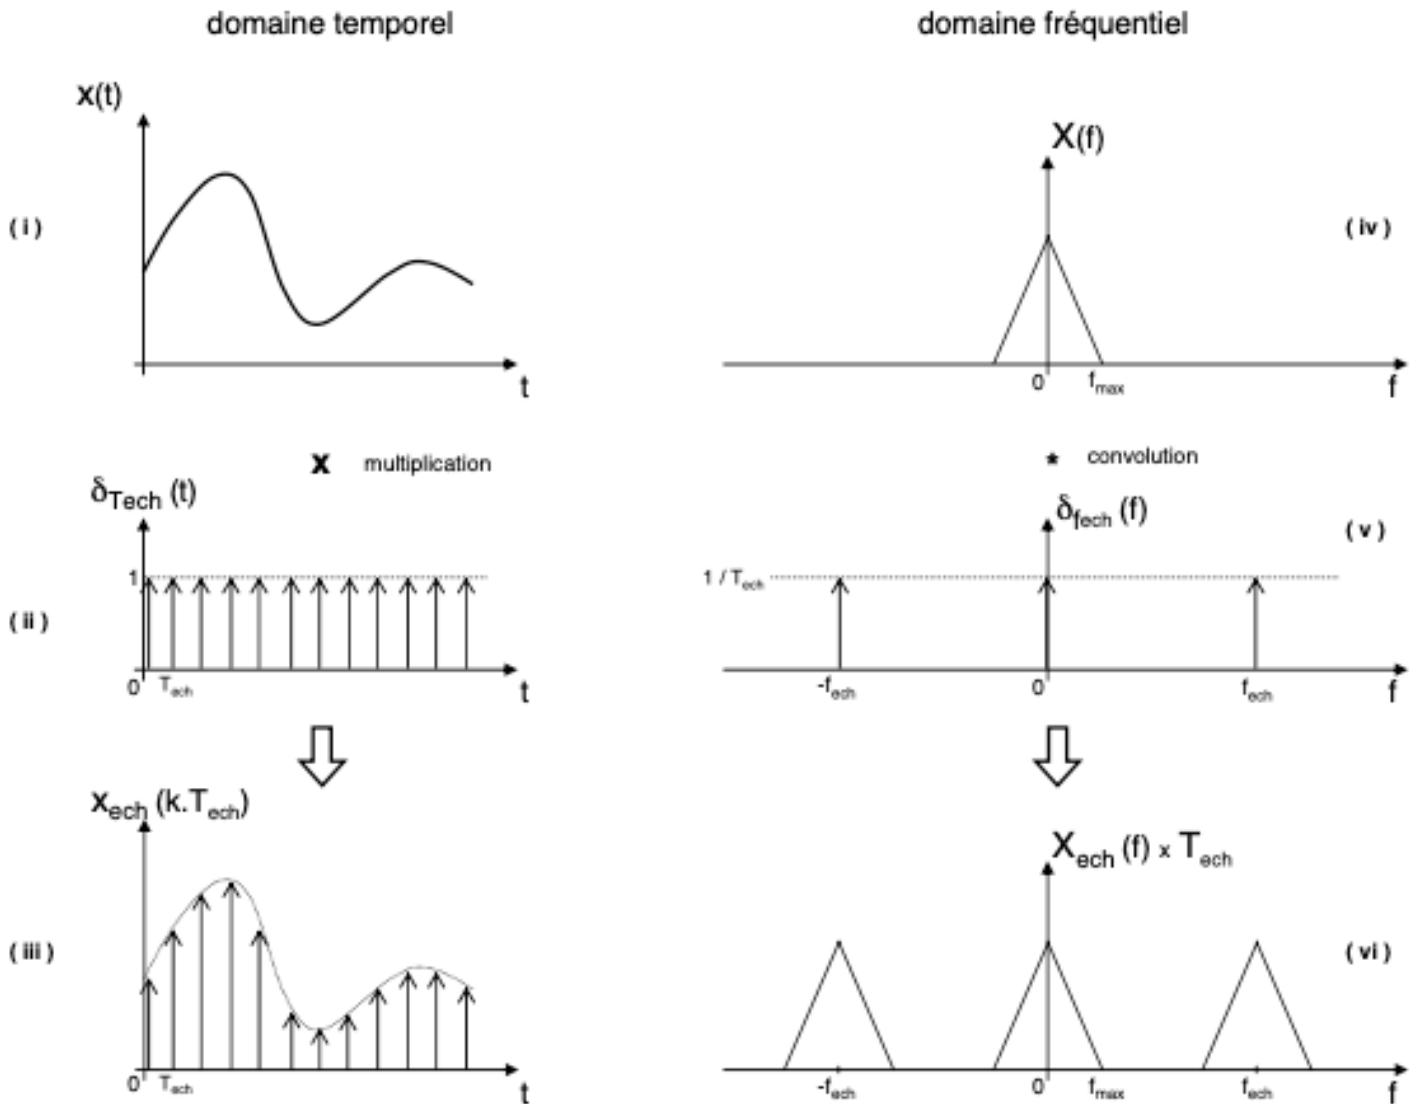 domaine temporel
domaine fréquentiel
x(t)
( i )
t
X(f)
( iv )
0
fmax
f
x multiplication
* convolution
δTech (t)
1
( ii )
0
Tech
t
δfech (f)
( v )
1 / Tech
-fech
0
fech
f
xech (k.Tech)
( iii )
0
Tech
t
Xech (f) x Tech
( vi )
-fech
0
fmax
fech
f